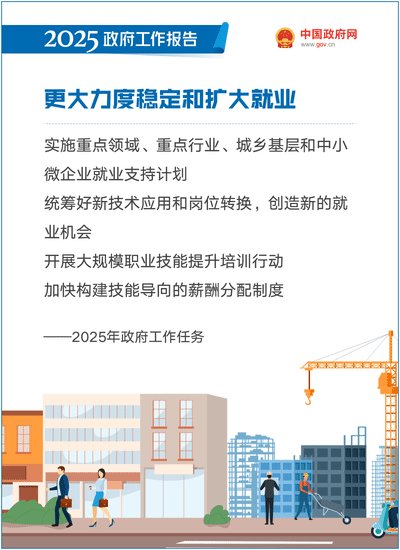 2025政府工作报告
中国政府网
www.gov.cn
更大力度稳定和扩大就业
实施重点领域、重点行业、城乡基层和中小
微企业就业支持计划
统筹好新技术应用和岗位转换，创造新的就
业机会
开展大规模职业技能提升培训行动
加快构建技能导向的薪酬分配制度
——2025年政府工作任务